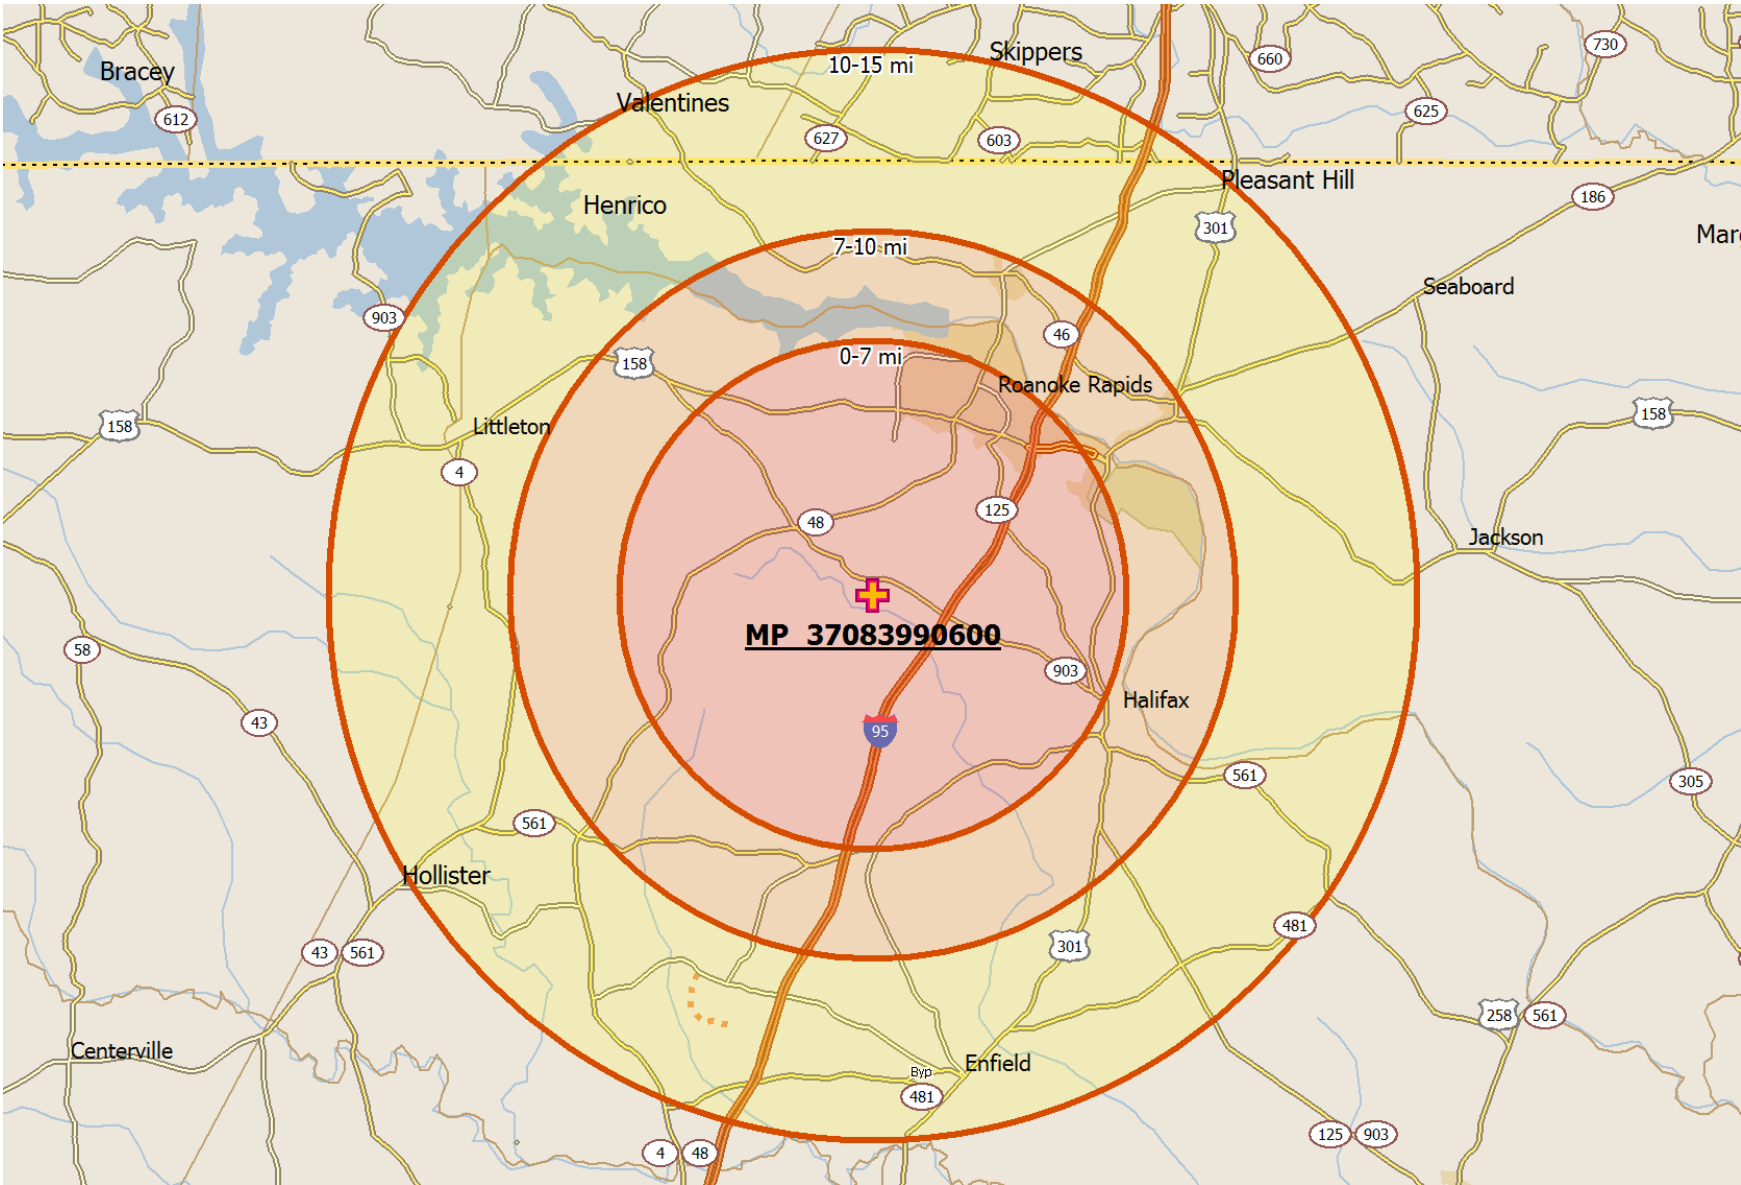 Skippers
10-15 mi
730
660
Bracey
Valentines
612
627
603
625
Pleasant Hill
186
Henrico
301
7-10 mi
Seaboard
903
46
0-7 mi
158
Roanoke Rapids
158
158
Littleton
4
125
48
Jackson
MP 37083990600
58
903
Halifax
43
95
561
305
561
Hollister
481
43
561
301
258
561
Centerville
Enfield
Byp
481
125
903
4
48